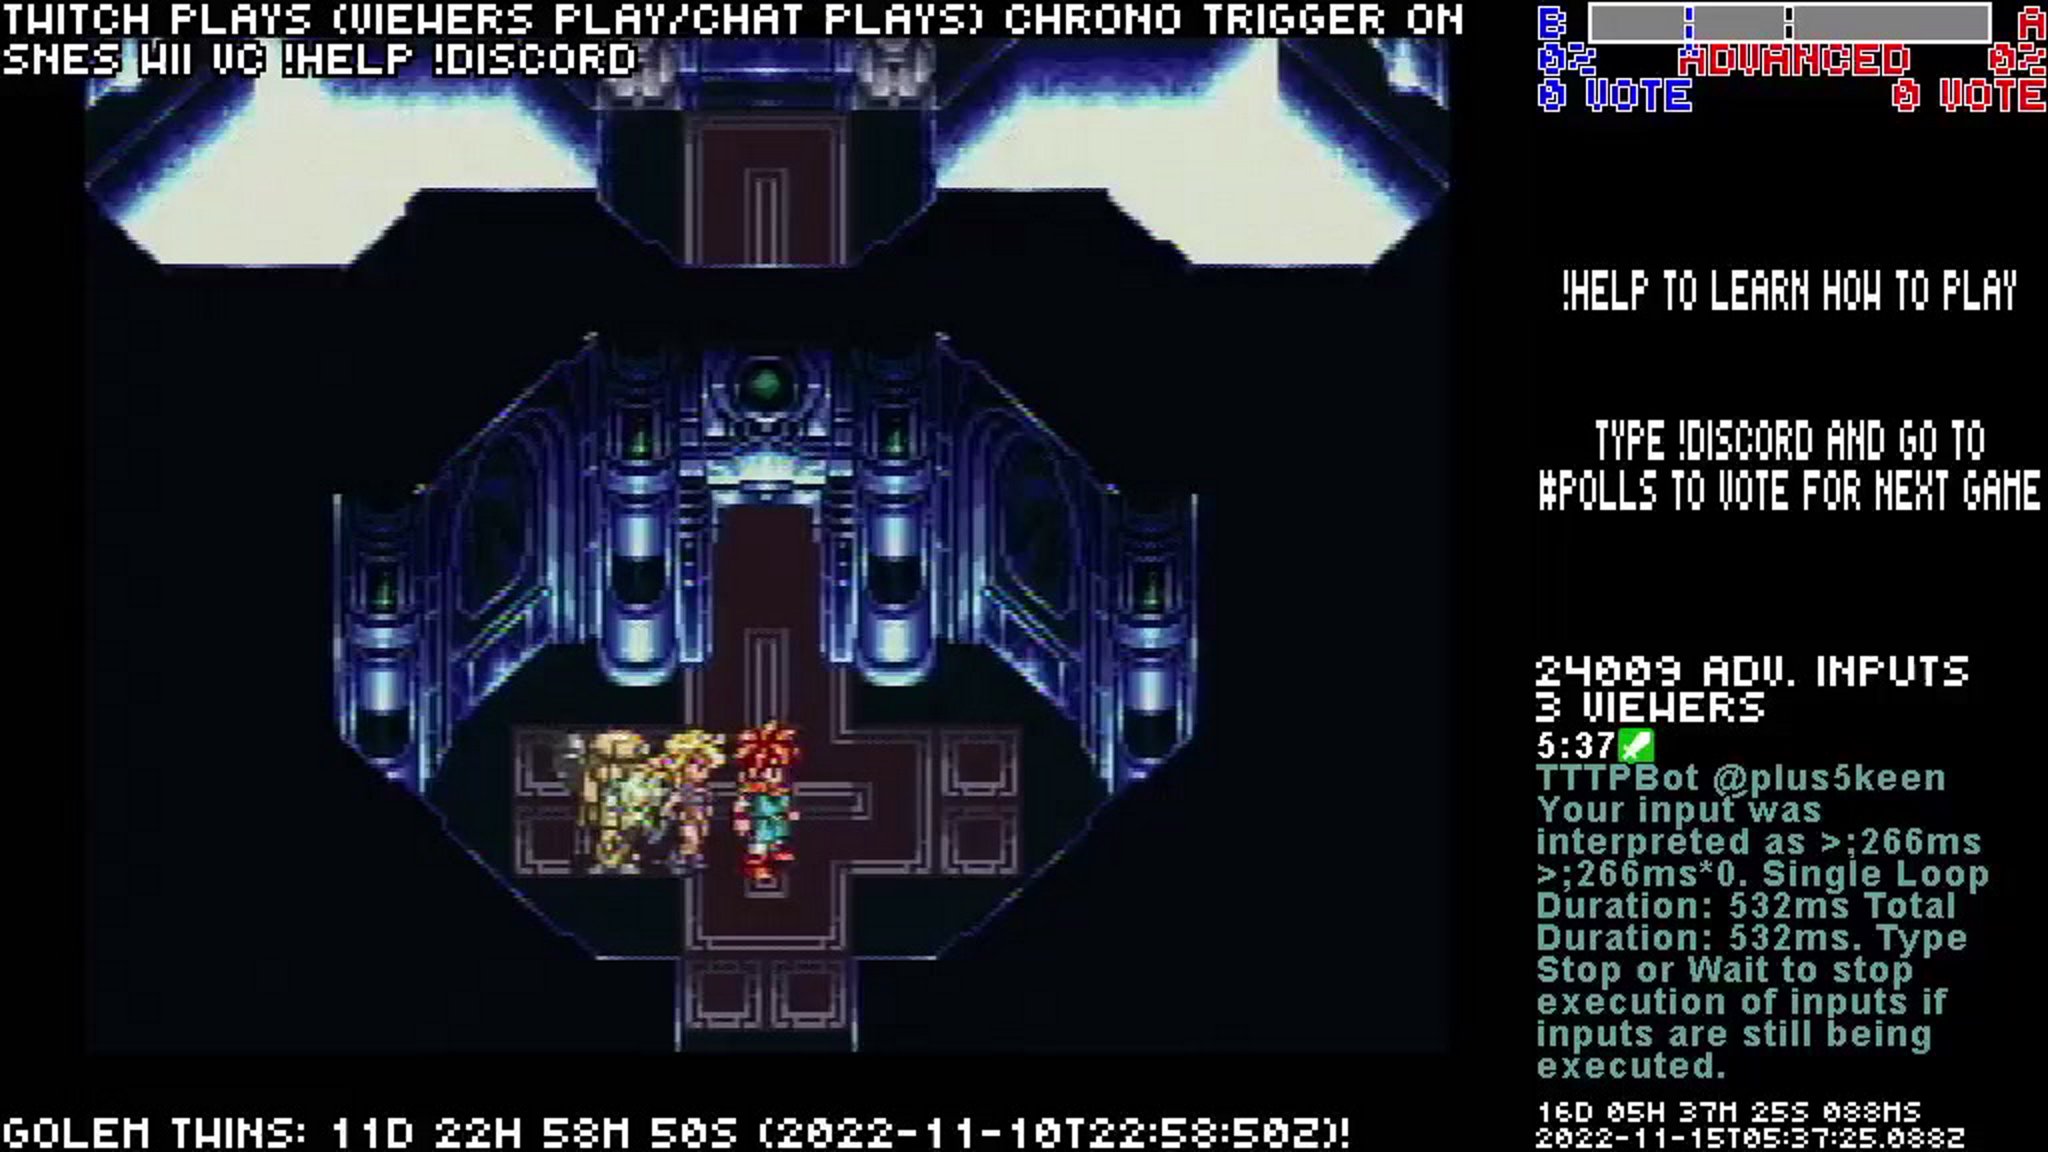 TWITCH PLAYS (VIEWERS PLAY/CHAT PLAYS) CHRONO TRIGGER ON
SNES WII VC !HELP !DISCORD
B A
0% ADVANCED 0%
0 VOTE 0 VOTE
!HELP TO LEARN HOW TO PLAY
TYPE !DISCORD AND GO TO
#POLLS TO VOTE FOR NEXT GAME
24009 ADV. INPUTS
3 VIEWERS
5:37
TTTPBot @plus5keen
Your input was
interpreted as >;266ms
>;266ms*0. Single Loop
Duration: 532ms Total
Duration: 532ms. Type
Stop or Wait to stop
execution of inputs if
inputs are still being
executed.
16D 05H 37M 25S 088MS
2022-11-15T05:37:25.088Z
GOLEM TWINS: 11D 22H 58M 50S (2022-11-10T22:58:50Z)!